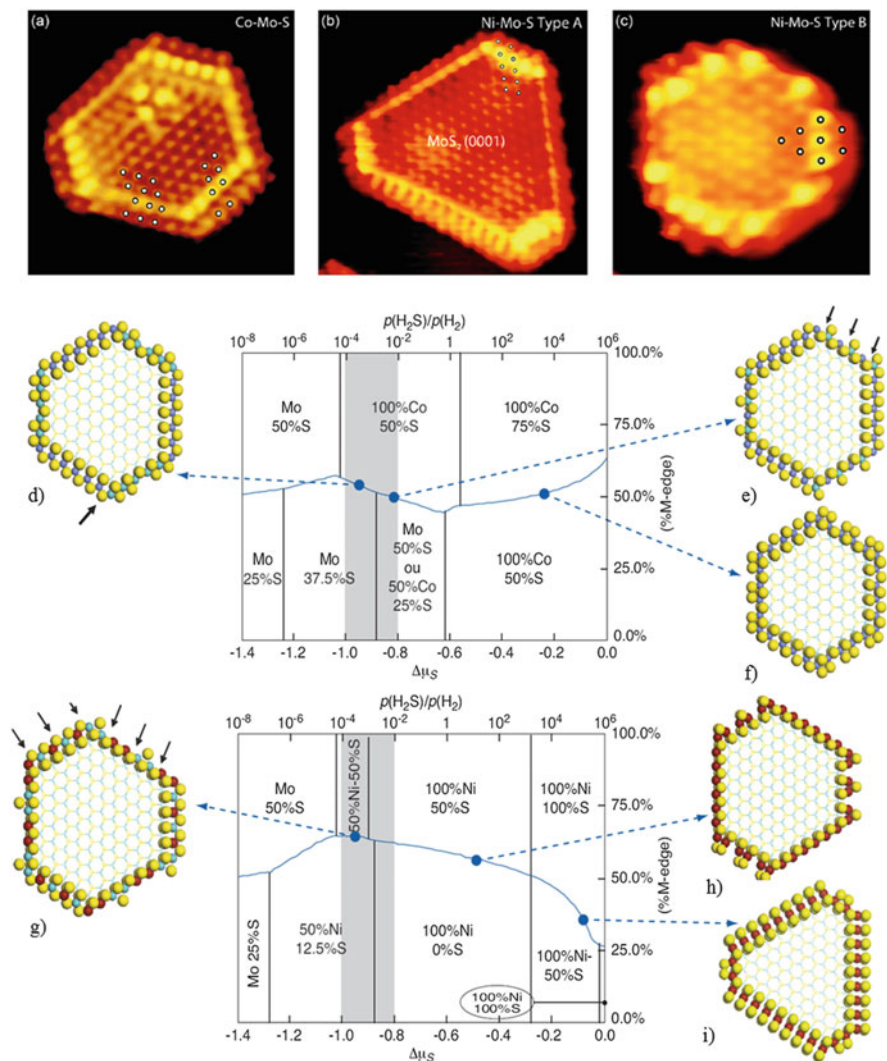 (a) Co-Mo-S
(b) Ni-Mo-S Type A
(c) Ni-Mo-S Type B
MoS2 (0001)
p(H2S)/p(H2)
10-8 10-6 10-4 10-2 1 102 104 106
100.0%
Mo
50%S
100%Co
50%S
100%Co
75%S
75.0%
50.0%
(%M-edge)
Mo
25%S
Mo
37.5%S
Mo
50%S
ou
50%Co
25%S
100%Co
50%S
25.0%
0.0%
-1.4 -1.2 -1.0 -0.8 -0.6 -0.4 -0.2 0.0
ΔμS
d)
e)
f)
p(H2S)/p(H2)
10-8 10-6 10-4 10-2 1 102 104 106
100.0%
Mo
50%S
50%Ni-50%S
100%Ni
50%S
100%Ni
100%S
75.0%
50.0%
(%M-edge)
Mo 25%S
50%Ni
12.5%S
100%Ni
0%S
100%Ni-
50%S
25.0%
100%Ni
100%S
0.0%
-1.4 -1.2 -1.0 -0.8 -0.6 -0.4 -0.2 0.0
ΔμS
g)
h)
i)